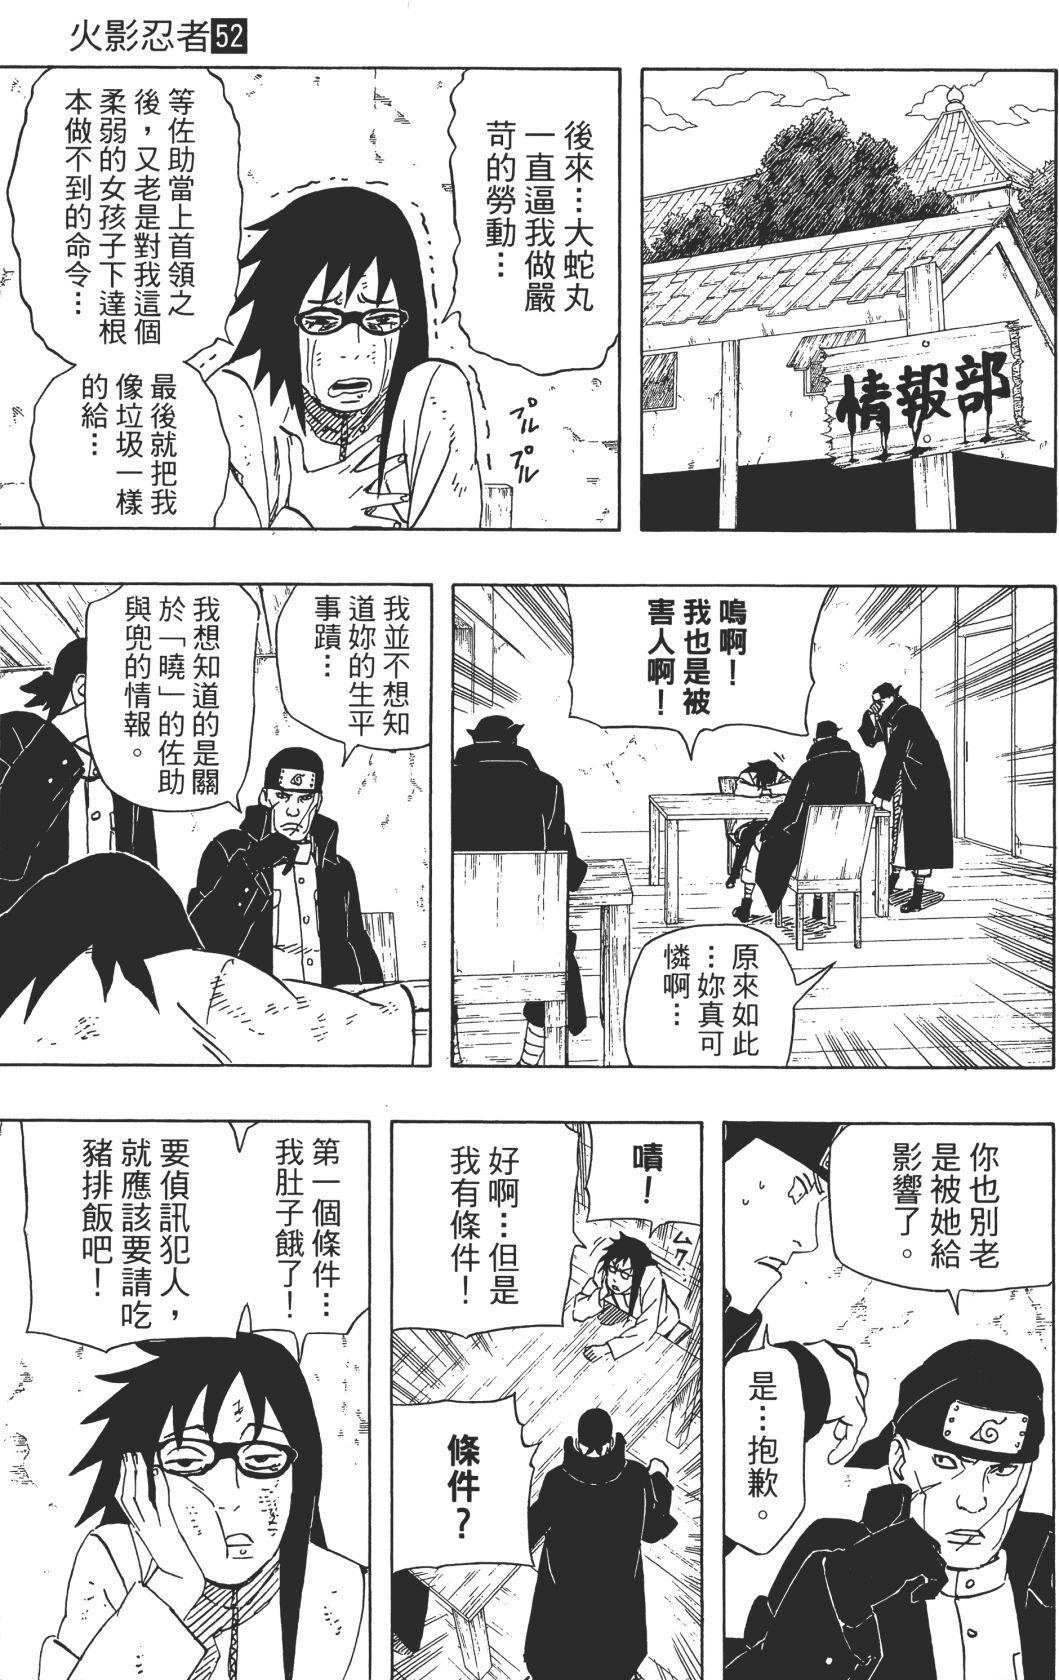 火影忍者52
情報部
後來…大蛇丸
一直逼我做嚴
苛的勞動…
等佐助當上首領之
後，又老是對我這個
柔弱的女孩子下達根
本做不到的命令…
最後就把我
像垃圾一樣
的給…
プルプル
嗚啊！
我也是被
害人啊！
原來如此
…妳真可
憐啊…
我並不想知
道妳的生平
事蹟…
我想知道的是關
於「曉」的佐助
與兜的情報。
你也別老
是被她給
影響了。
是…抱歉。
嘖！
ムク
好啊…但是
我有條件！
條件？
第一個條件…
我肚子餓了！
要偵訊犯人，
就應該要請吃
豬排飯吧！